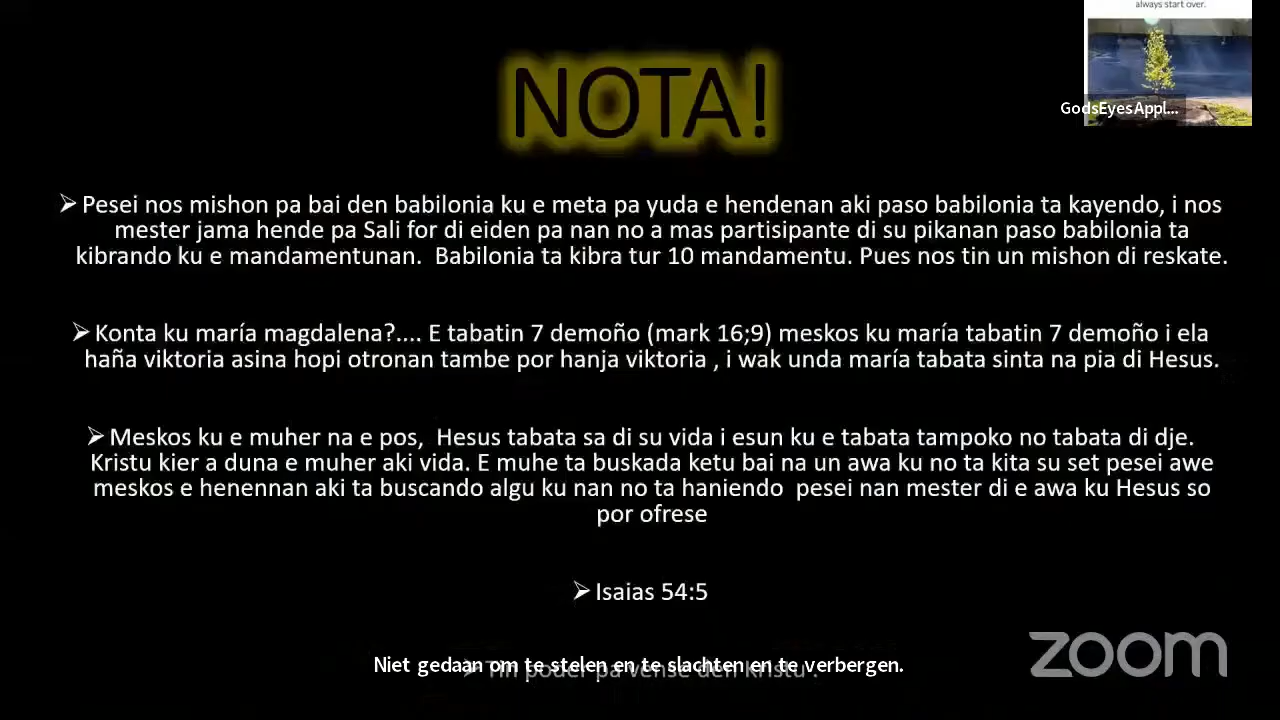 always start over.
NOTA!
GodsEyesAppl...
➢ Pesei nos mishon pa bai den babilonia ku e meta pa yuda e hendenan aki paso babilonia ta kayendo, i nos
mester jama hende pa Sali for di eiden pa nan no a mas partisipante di su pikanan paso babilonia ta
kibrando ku e mandamentunan. Babilonia ta kibra tur 10 mandamentu. Pues nos tin un mishon di reskate.
➢ Konta ku maría magdalena?.... E tabatin 7 demoño (mark 16;9) meskos ku maría tabatin 7 demoño i ela
haña viktoria asina hopi otronan tambe por hanja viktoria , i wak unda maría tabata sinta na pia di Hesus.
➢ Meskos ku e muher na e pos, Hesus tabata sa di su vida i esun ku e tabata tampoko no tabata di dje.
Kristu kier a duna e muher aki vida. E muhe ta buskada ketu bai na un awa ku no ta kita su set pesei awe
meskos e henennan aki ta buscando algu ku nan no ta haniendo pesei nan mester di e awa ku Hesus so
por ofrese
➢ Isaias 54:5
➢ Tin poder pa vense den Kristu .
Niet gedaan om te stelen en te slachten en te verbergen.
zoom